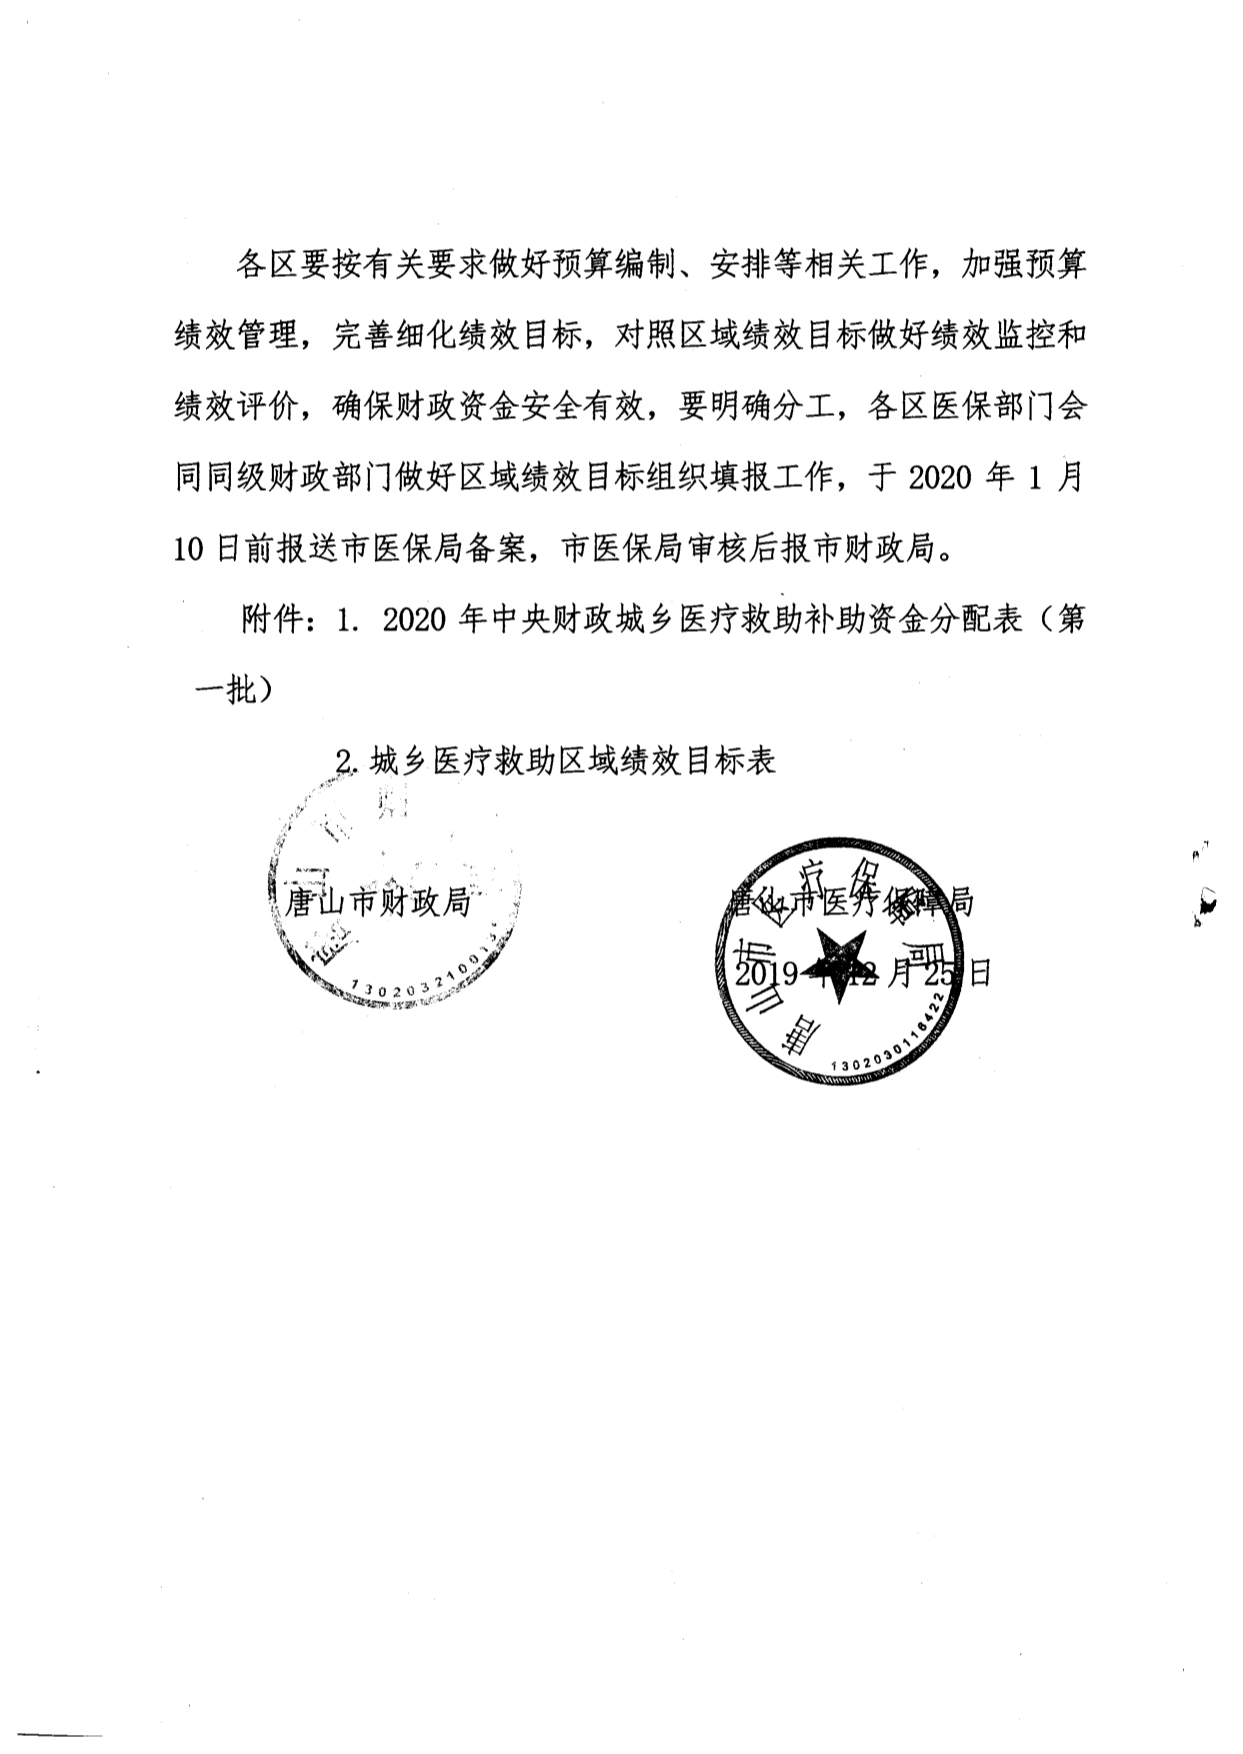 各区要按有关要求做好预算编制、安排等相关工作，加强预算
绩效管理，完善细化绩效目标，对照区域绩效目标做好绩效监控和
绩效评价，确保财政资金安全有效，要明确分工，各区医保部门会
同同级财政部门做好区域绩效目标组织填报工作，于 2020 年 1 月
10 日前报送市医保局备案，市医保局审核后报市财政局。
附件：1. 2020 年中央财政城乡医疗救助补助资金分配表（第
一批）
2. 城乡医疗救助区域绩效目标表
唐山市财政局
唐山市医疗保障局
2019 年 12 月 25 日
唐山市医疗保障局
1302030118422